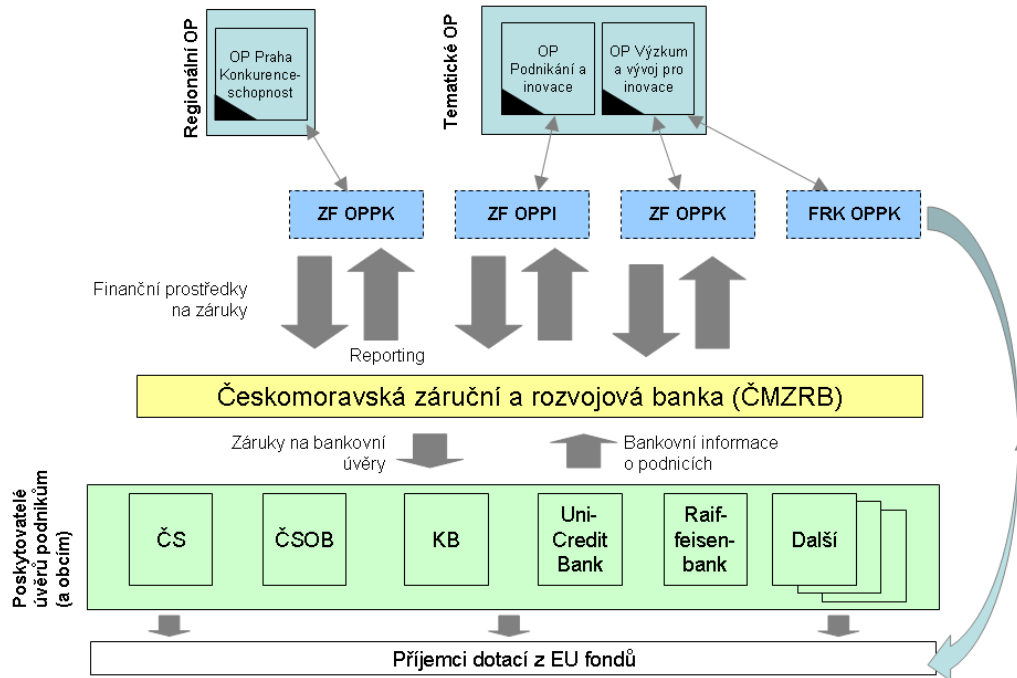 Regionální OP
OP Praha
Konkurence-
schopnost
Tematické OP
OP
Podnikání a
inovace
OP Výzkum
a vývoj pro
inovace
ZF OPPK
ZF OPPI
ZF OPPK
FRK OPPK
Finanční prostředky
na záruky
Reporting
Českomoravská záruční a rozvojová banka (ČMZRB)
Záruky na bankovní
úvěry
Bankovní informace
o podnicích
Poskytovatelé
úvěrů podnikům
(a obcím)
ČS
ČSOB
KB
Uni-
Credit
Bank
Raif-
feisen-
bank
Další
Příjemci dotací z EU fondů